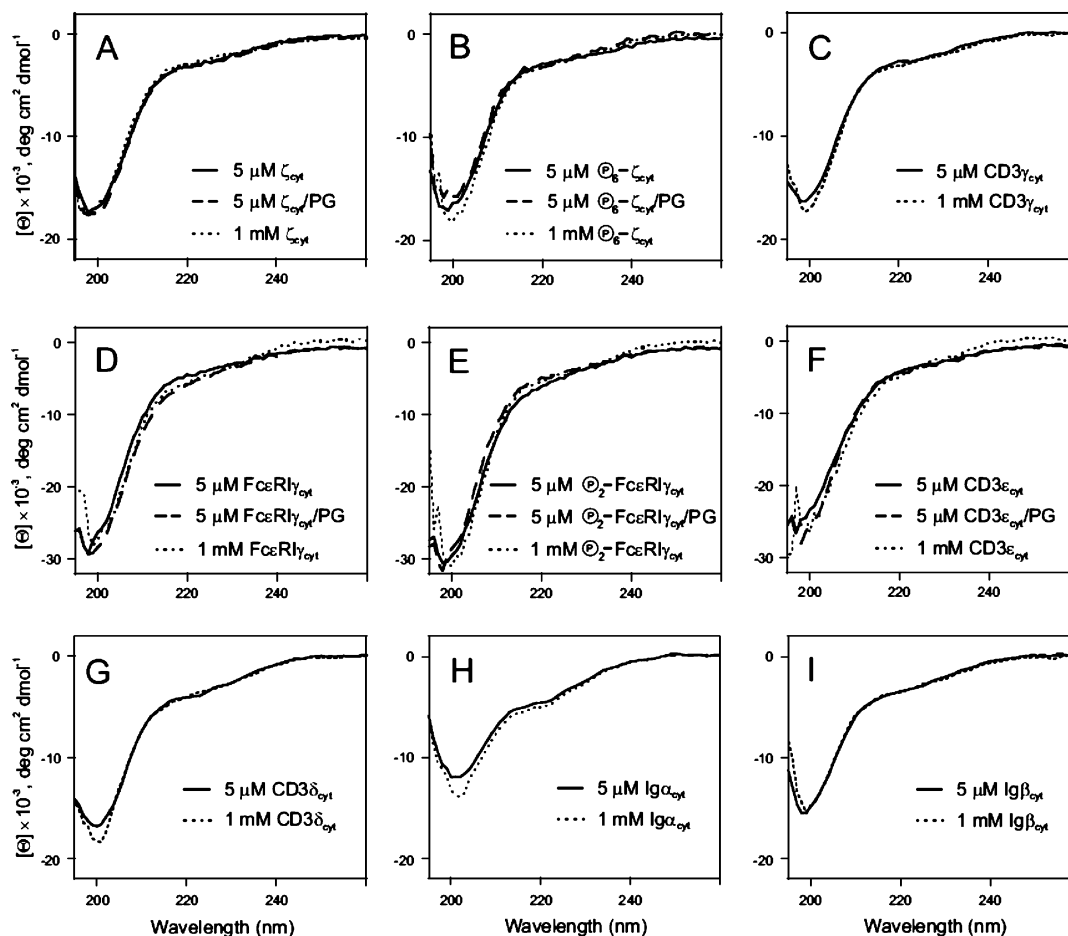 A
B
C
[Θ] × 10⁻³, deg cm² dmol⁻¹
0
-10
-20
200 220 240
5 μM ζcyt
5 μM ζcyt/PG
1 mM ζcyt
0
-10
-20
200 220 240
5 μM Ⓟ₆–ζcyt
5 μM Ⓟ₆–ζcyt/PG
1 mM Ⓟ₆–ζcyt
0
-10
-20
200 220 240
5 μM CD3γcyt
1 mM CD3γcyt
D
E
F
[Θ] × 10⁻³, deg cm² dmol⁻¹
0
-10
-20
-30
200 220 240
5 μM FcεRIγcyt
5 μM FcεRIγcyt/PG
1 mM FcεRIγcyt
0
-10
-20
-30
200 220 240
5 μM Ⓟ₂–FcεRIγcyt
5 μM Ⓟ₂–FcεRIγcyt/PG
1 mM Ⓟ₂–FcεRIγcyt
0
-10
-20
-30
200 220 240
5 μM CD3εcyt
5 μM CD3εcyt/PG
1 mM CD3εcyt
G
H
I
[Θ] × 10⁻³, deg cm² dmol⁻¹
0
-10
-20
200 220 240
5 μM CD3δcyt
1 mM CD3δcyt
0
-10
-20
200 220 240
5 μM Igαcyt
1 mM Igαcyt
0
-10
-20
200 220 240
5 μM Igβcyt
1 mM Igβcyt
Wavelength (nm)
Wavelength (nm)
Wavelength (nm)